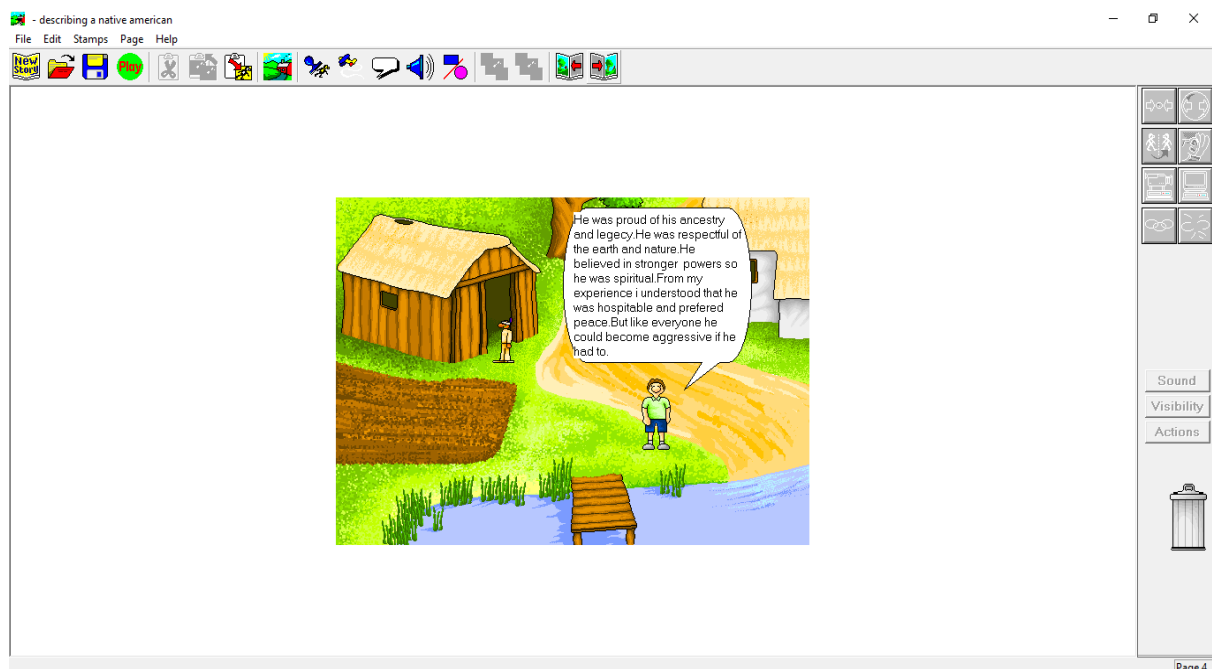 - describing a native american
File Edit Stamps Page Help
New Story
Play
He was proud of his ancestry
and legecy.He was respectful of
the earth and nature.He
believed in stronger powers so
he was spiritual.From my
experience i understood that he
was hospitable and prefered
peace.But like everyone he
could become aggressive if he
had to.
Sound
Visibility
Actions
Page 4